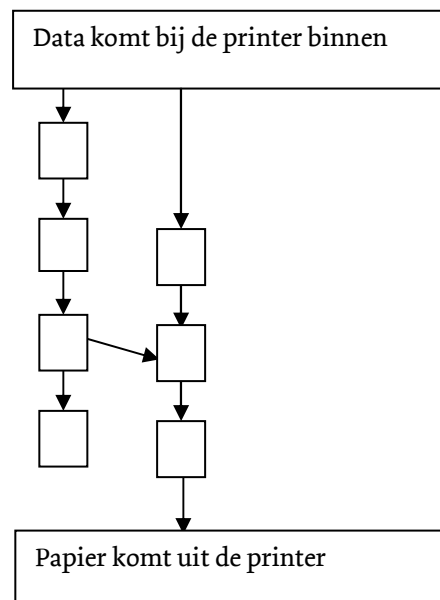 Data komt bij de printer binnen
Papier komt uit de printer